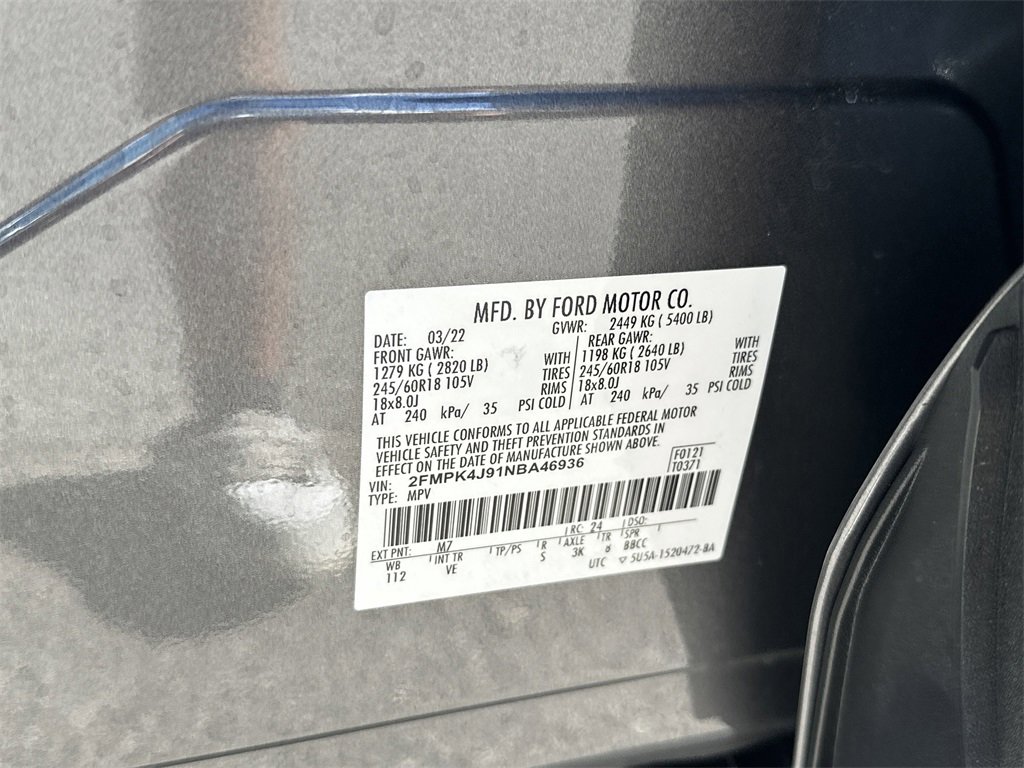 MFD. BY FORD MOTOR CO.
DATE: 03/22 GVWR: 2449 KG ( 5400 LB)
FRONT GAWR: REAR GAWR:
1279 KG ( 2820 LB) WITH 1198 KG ( 2640 LB) WITH
245/60R18 105V TIRES 245/60R18 105V TIRES
18x8.0J RIMS 18x8.0J RIMS
AT 240 kPa/ 35 PSI COLD AT 240 kPa/ 35 PSI COLD
THIS VEHICLE CONFORMS TO ALL APPLICABLE FEDERAL MOTOR
VEHICLE SAFETY AND THEFT PREVENTION STANDARDS IN
EFFECT ON THE DATE OF MANUFACTURE SHOWN ABOVE.
VIN: 2FMPK4J91NBA46936 F0121
TYPE: MPV T0371
EXT PNT: M7 RC: 24 DSO:
WB INT TR TP/PS R AXLE TR SPR
112 VE S 3K 8 BBCC
UTC ▽ 5U5A-1520472-BA